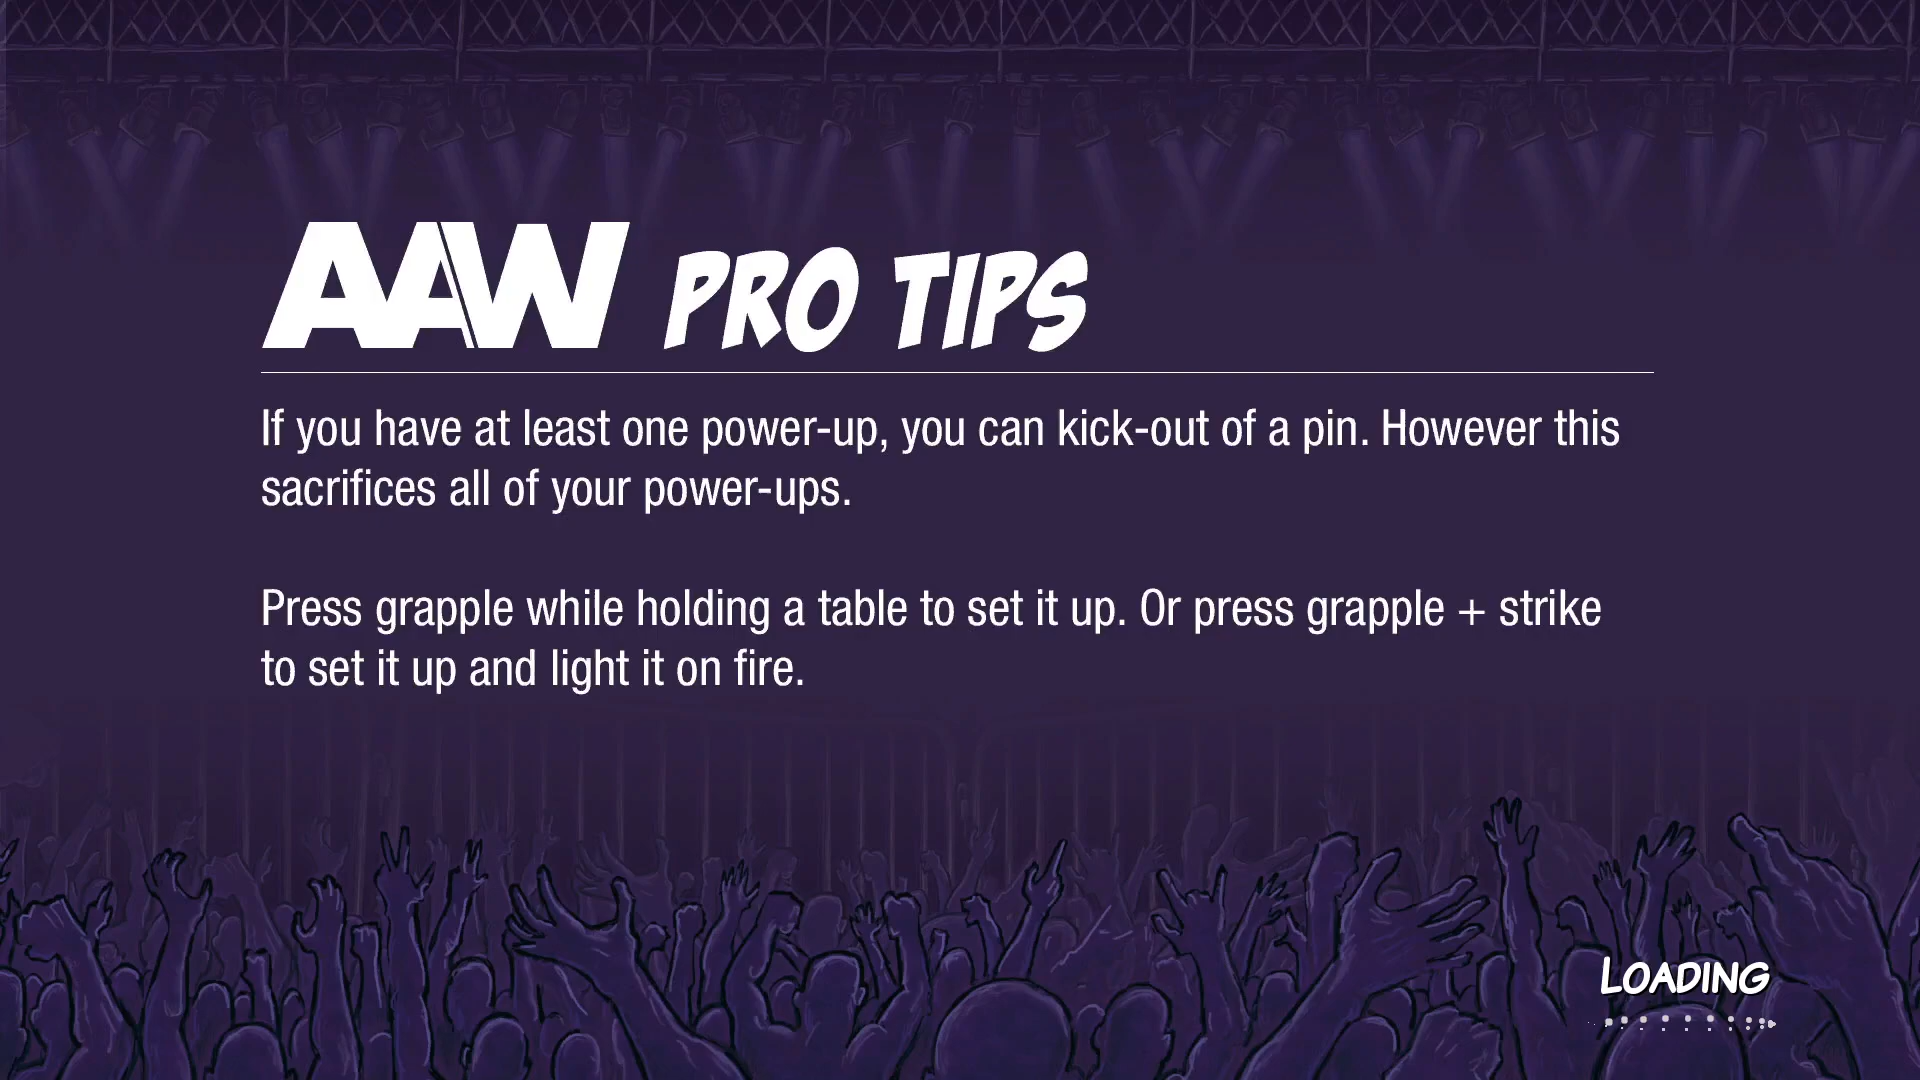 AAW PRO TIPS
If you have at least one power-up, you can kick-out of a pin. However this
sacrifices all of your power-ups.
Press grapple while holding a table to set it up. Or press grapple + strike
to set it up and light it on fire.
LOADING